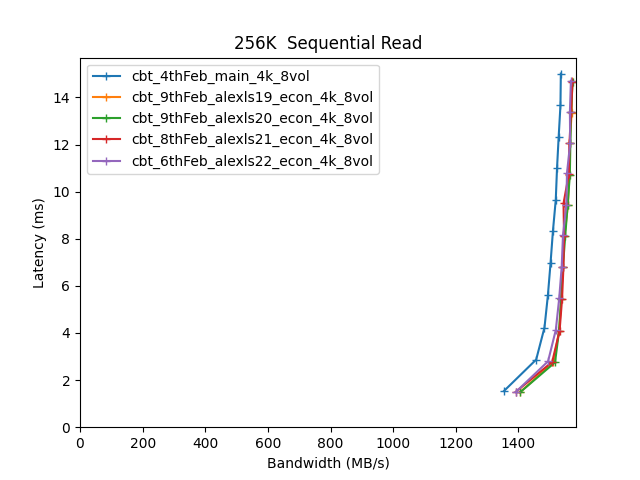 256K  Sequential Read
cbt_4thFeb_main_4k_8vol
cbt_9thFeb_alexls19_econ_4k_8vol
cbt_9thFeb_alexls20_econ_4k_8vol
cbt_8thFeb_alexls21_econ_4k_8vol
cbt_6thFeb_alexls22_econ_4k_8vol
Latency (ms)
14
12
10
8
6
4
2
0
0 200 400 600 800 1000 1200 1400
Bandwidth (MB/s)